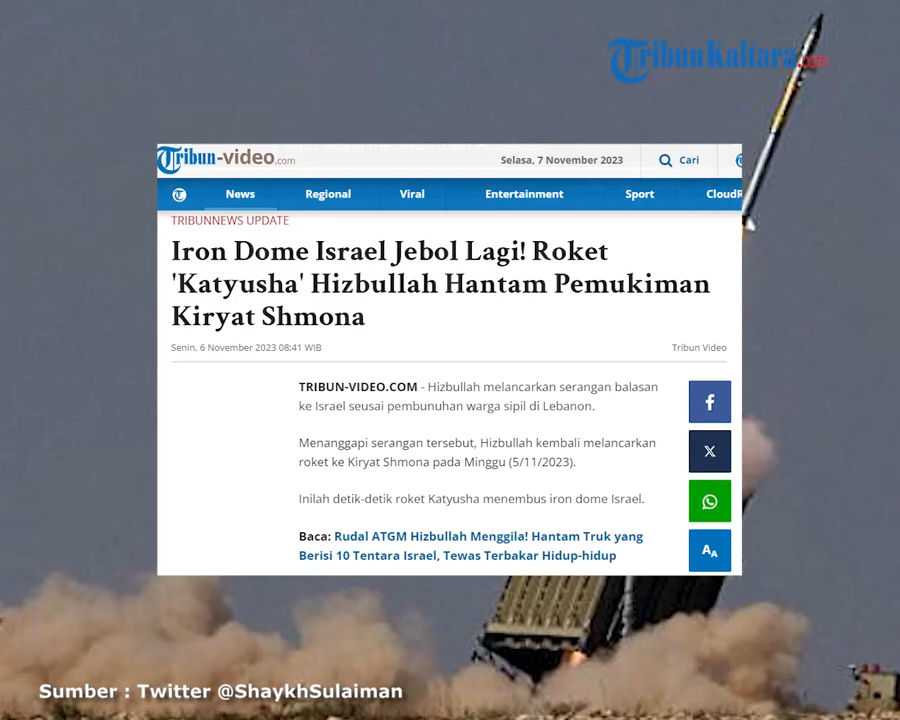 TribunKaltara.com
Tribun-video.com
Selasa, 7 November 2023
Cari
News Regional Viral Entertainment Sport
TRIBUNNEWS UPDATE
Iron Dome Israel Jebol Lagi! Roket
'Katyusha' Hizbullah Hantam Pemukiman
Kiryat Shmona
Senin, 6 November 2023 08:41 WIB
Tribun Video
TRIBUN-VIDEO.COM - Hizbullah melancarkan serangan balasan
ke Israel seusai pembunuhan warga sipil di Lebanon.
Menanggapi serangan tersebut, Hizbullah kembali melancarkan
roket ke Kiryat Shmona pada Minggu (5/11/2023).
Inilah detik-detik roket Katyusha menembus iron dome Israel.
Baca: Rudal ATGM Hizbullah Menggila! Hantam Truk yang
Berisi 10 Tentara Israel, Tewas Terbakar Hidup-hidup
AA
Sumber : Twitter @ShaykhSulaiman